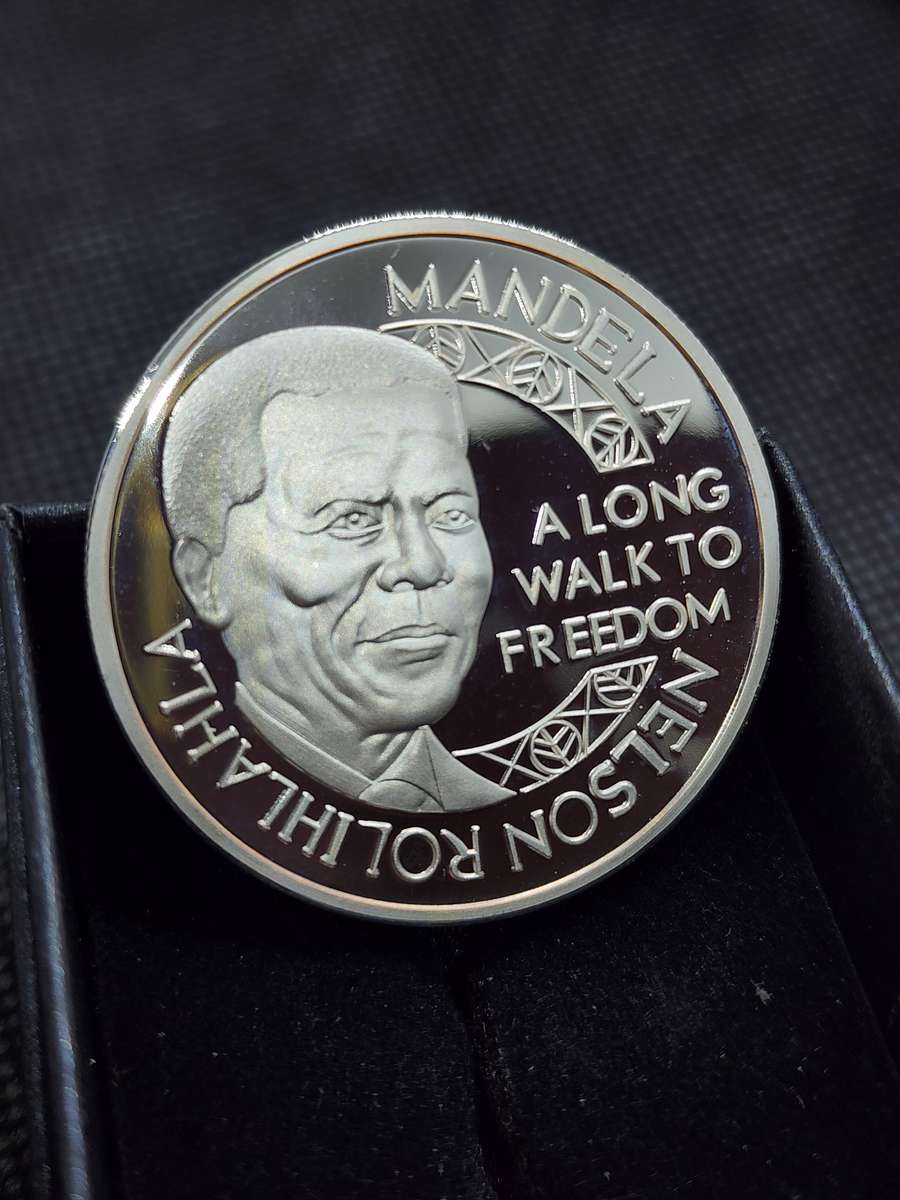 MANDELA
A LONG
WALK TO
FREEDOM
NELSON ROLIHLAHLA